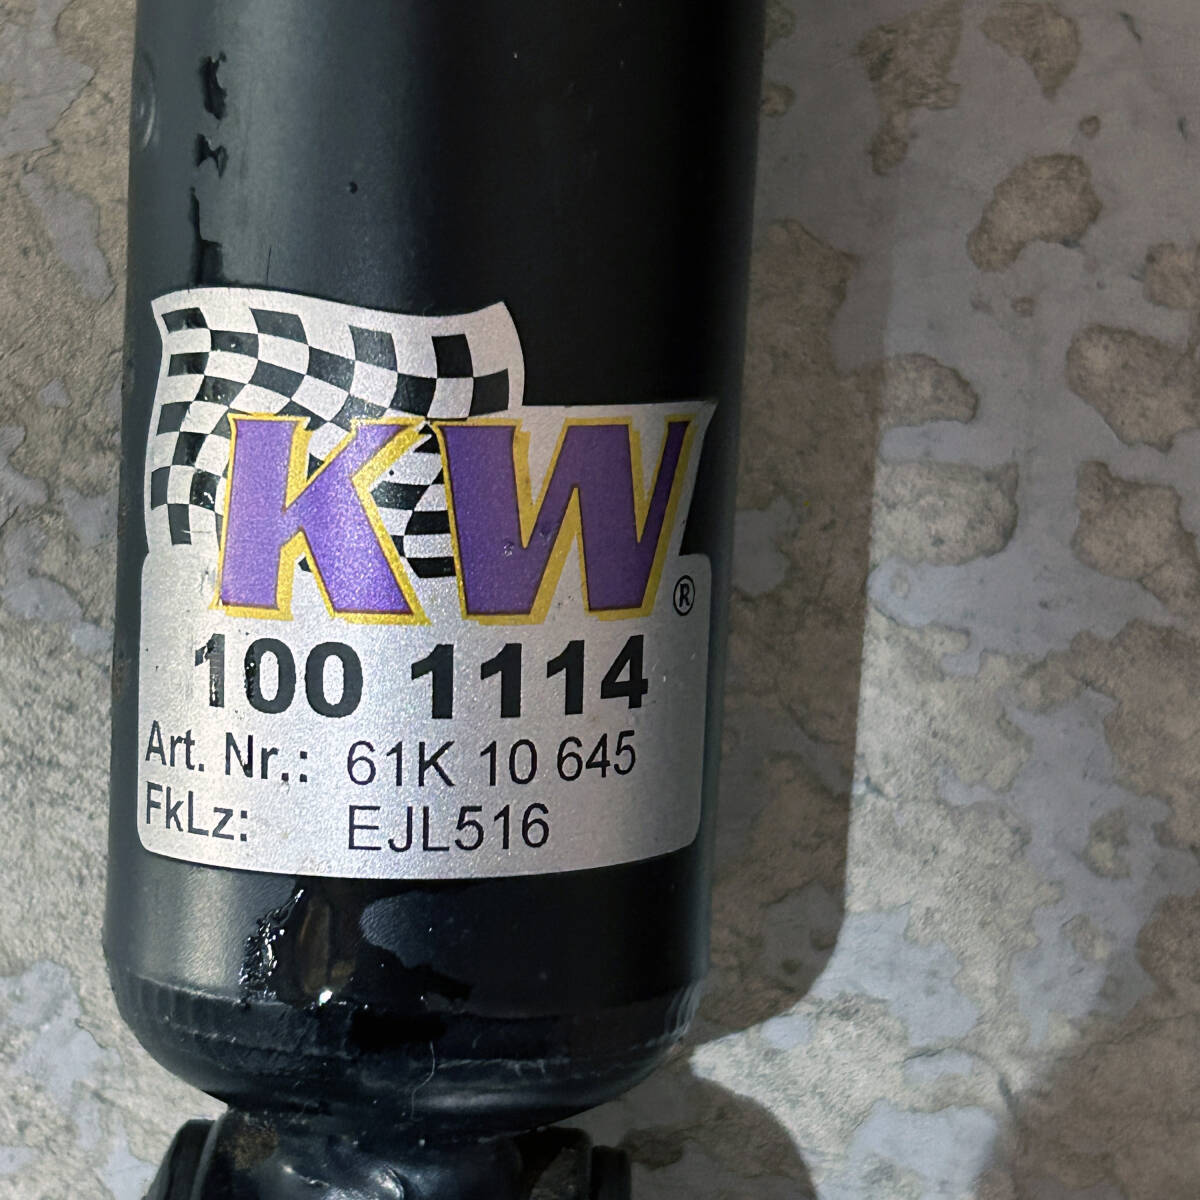 KW®
100 1114
Art. Nr.: 61K 10 645
FkLz: EJL516